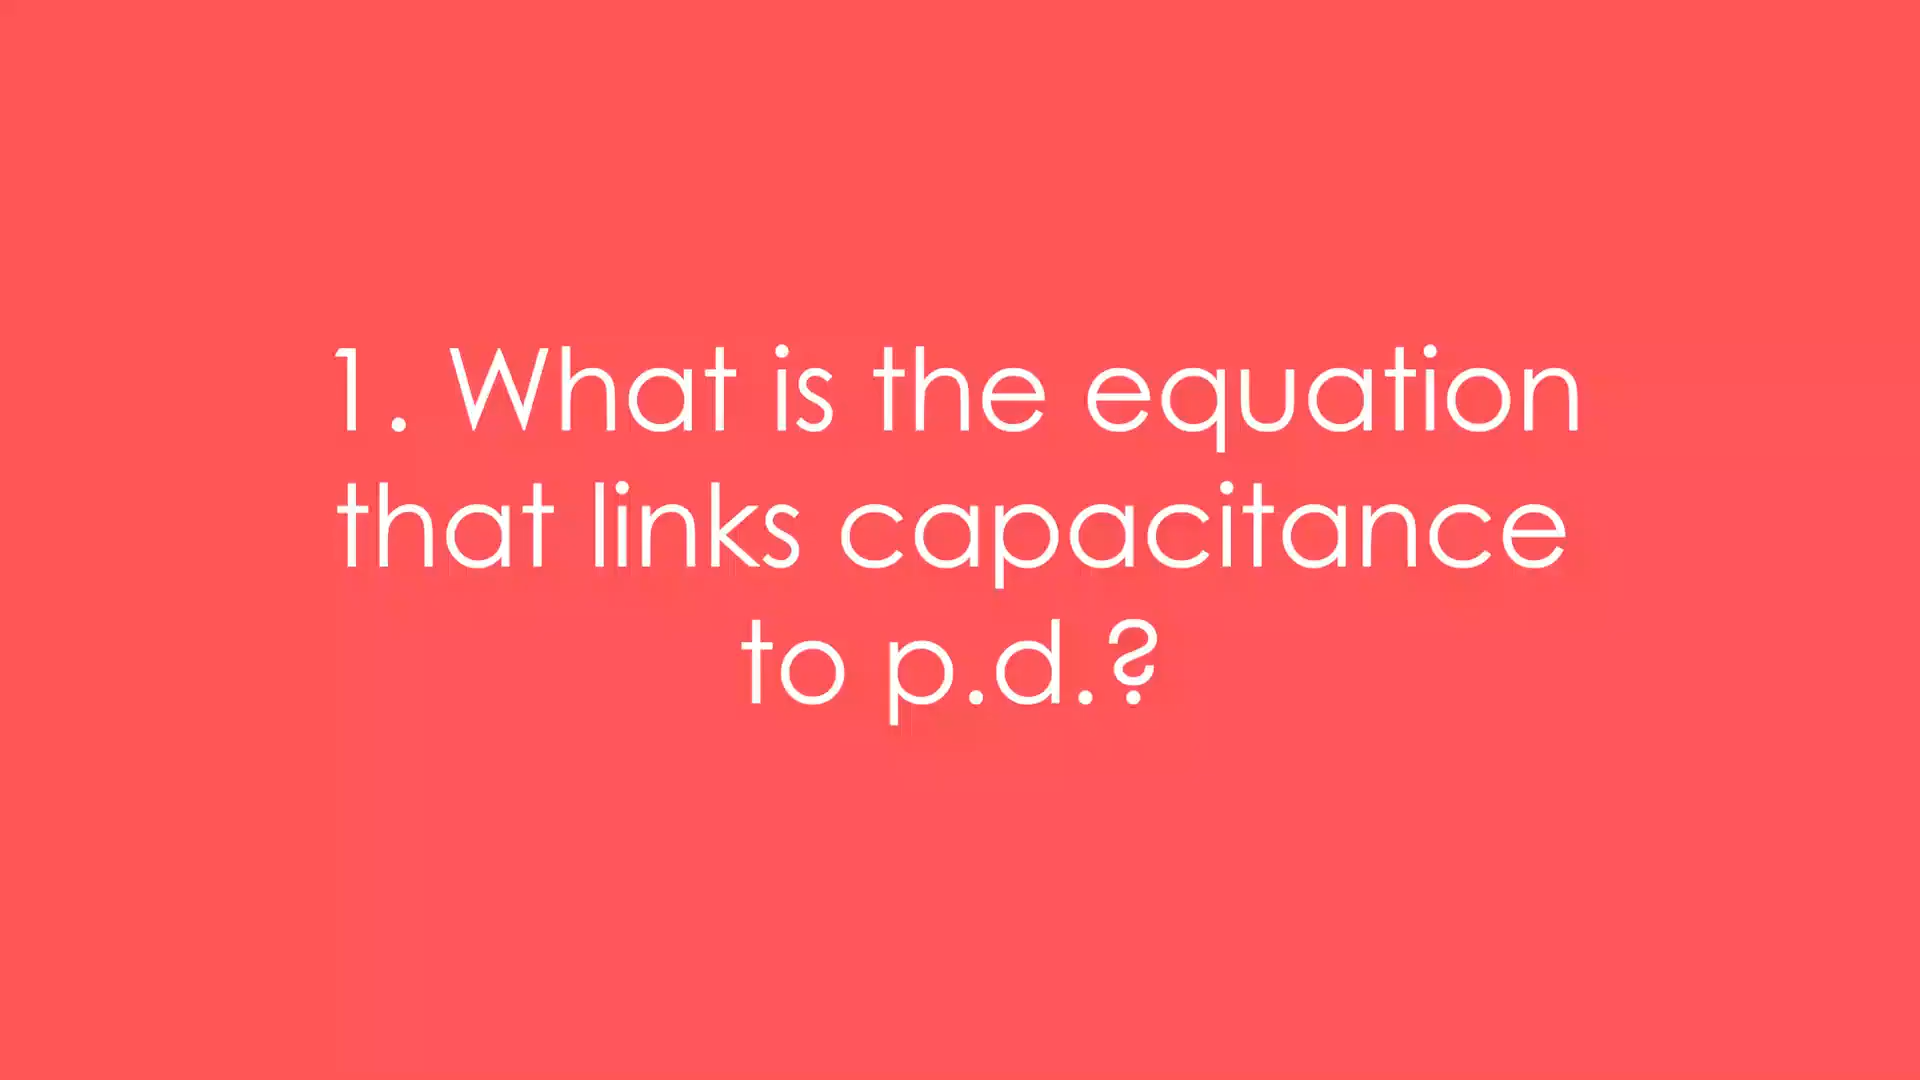 1. What is the equation
that links capacitance
to p.d.?